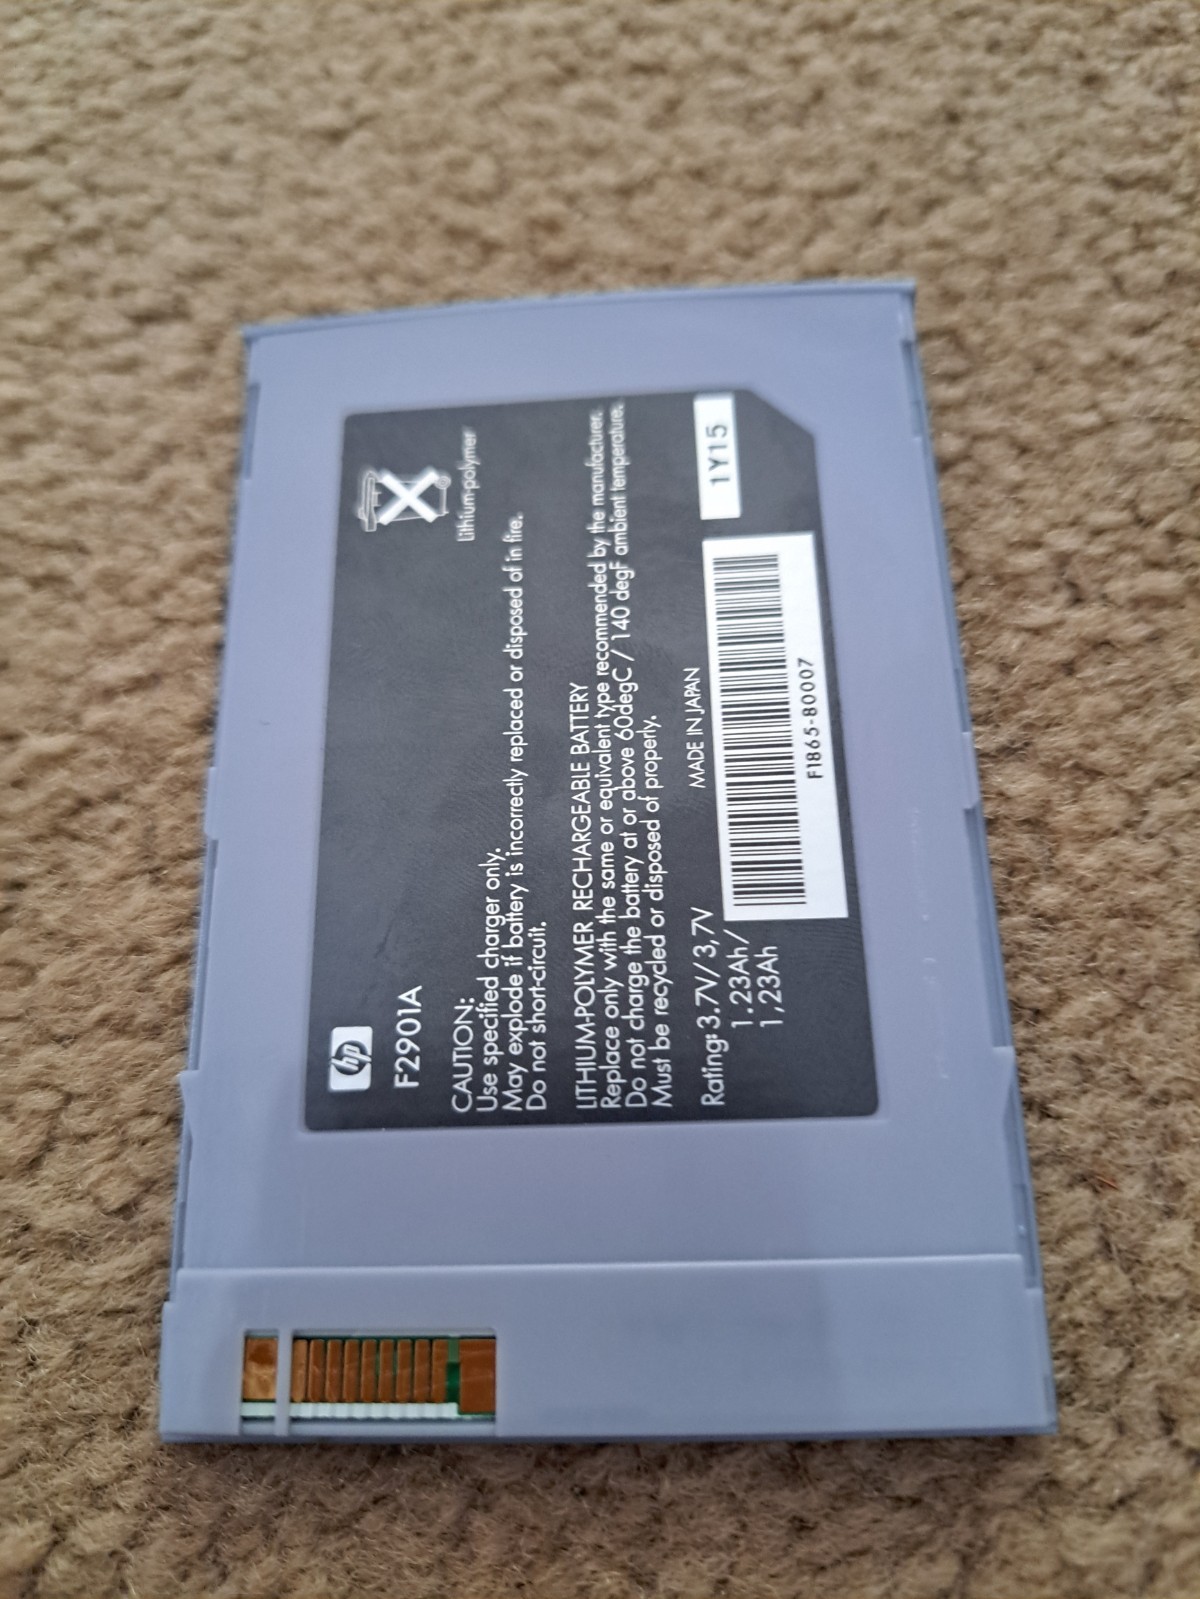 hp
F2901A
Lithium-polymer
CAUTION:
Use specified charger only.
May explode if battery is incorrectly replaced or disposed of in fire.
Do not short-circuit.
LITHIUM-POLYMER RECHARGEABLE BATTERY
Replace only with the same or equivalent type recommended by the manufacturer.
Do not charge the battery at or above 60degC / 140 degF ambient temperature.
Must be recycled or disposed of properly.
MADE IN JAPAN
Rating: 3.7V/3,7V
1.23Ah/
1,23Ah
1Y15
F1865-80007